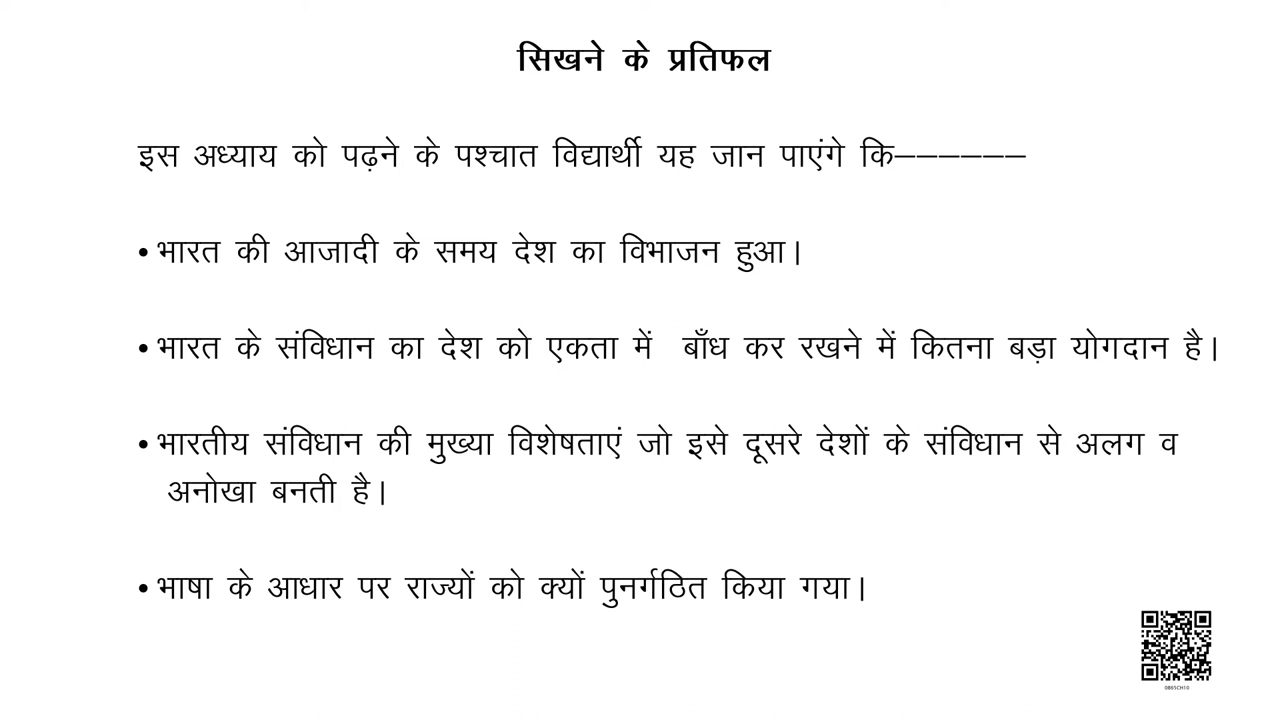 सिखने के प्रतिफल
इस अध्याय को पढ़ने के पश्चात विद्यार्थी यह जान पाएंगे कि——————
• भारत की आजादी के समय देश का विभाजन हुआ।
• भारत के संविधान का देश को एकता में बाँध कर रखने में कितना बड़ा योगदान है।
• भारतीय संविधान की मुख्या विशेषताएं जो इसे दूसरे देशों के संविधान से अलग व
अनोखा बनती है।
• भाषा के आधार पर राज्यों को क्यों पुनर्गठित किया गया।
0865CH10